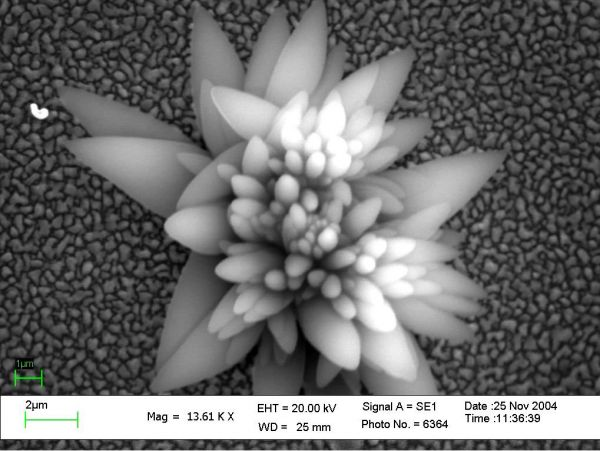 1µm
2µm
Mag = 13.61 K X
EHT = 20.00 kV
WD = 25 mm
Signal A = SE1
Photo No. = 6364
Date :25 Nov 2004
Time :11:36:39